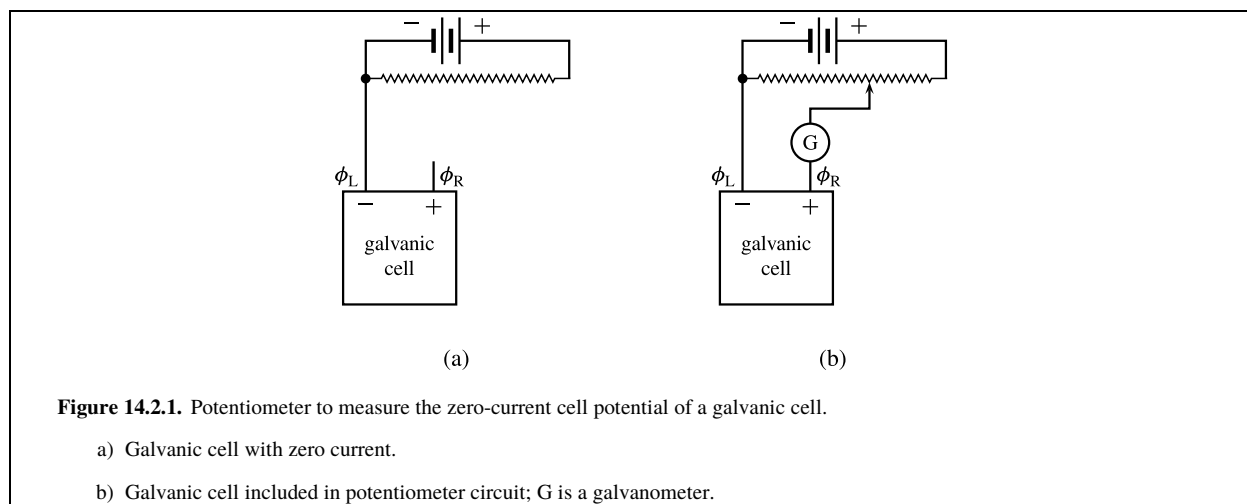 − + − +
G
ϕL ϕR ϕL ϕR
− + − +
galvanic galvanic
cell cell
(a) (b)
Figure 14.2.1. Potentiometer to measure the zero-current cell potential of a galvanic cell.
a) Galvanic cell with zero current.
b) Galvanic cell included in potentiometer circuit; G is a galvanometer.